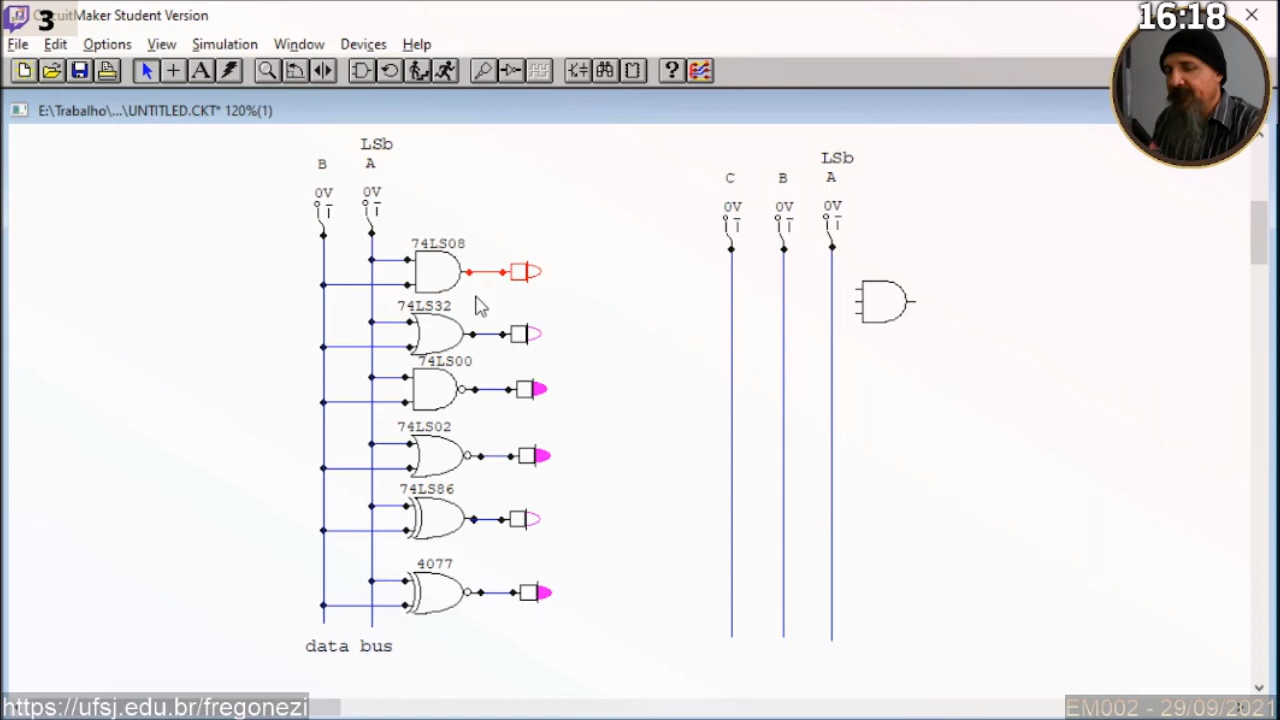 3
CircuitMaker Student Version
16:18
File Edit Options View Simulation Window Devices Help
E:\Trabalho\...\UNTITLED.CKT* 120%(1)
LSb
B A
0V 0V
74LS08
74LS32
74LS00
74LS02
74LS86
4077
data bus
LSb
C B A
0V 0V 0V
https://ufsj.edu.br/fregonezi
EM002 - 29/09/2021